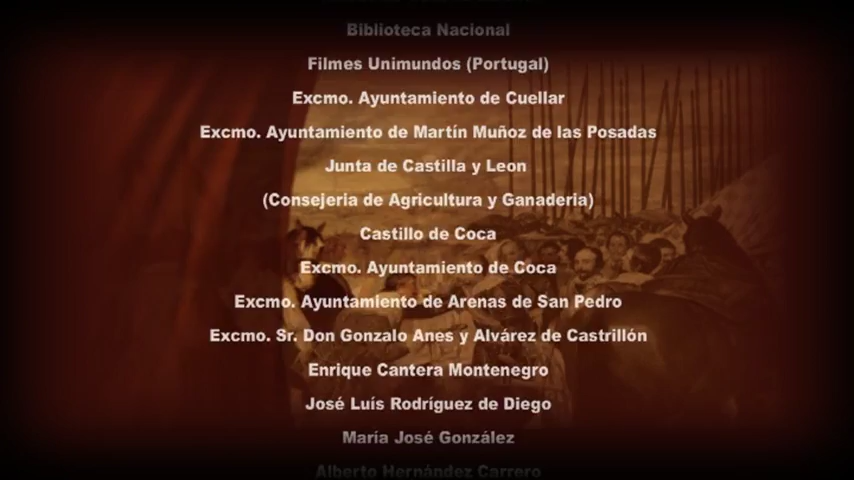 Biblioteca Nacional
Filmes Unimundos (Portugal)
Excmo. Ayuntamiento de Cuellar
Excmo. Ayuntamiento de Martín Muñoz de las Posadas
Junta de Castilla y Leon
(Consejeria de Agricultura y Ganaderia)
Castillo de Coca
Excmo. Ayuntamiento de Coca
Excmo. Ayuntamiento de Arenas de San Pedro
Excmo. Sr. Don Gonzalo Anes y Alvárez de Castrillón
Enrique Cantera Montenegro
José Luís Rodríguez de Diego
María José González
Alberto Hernández Carrero